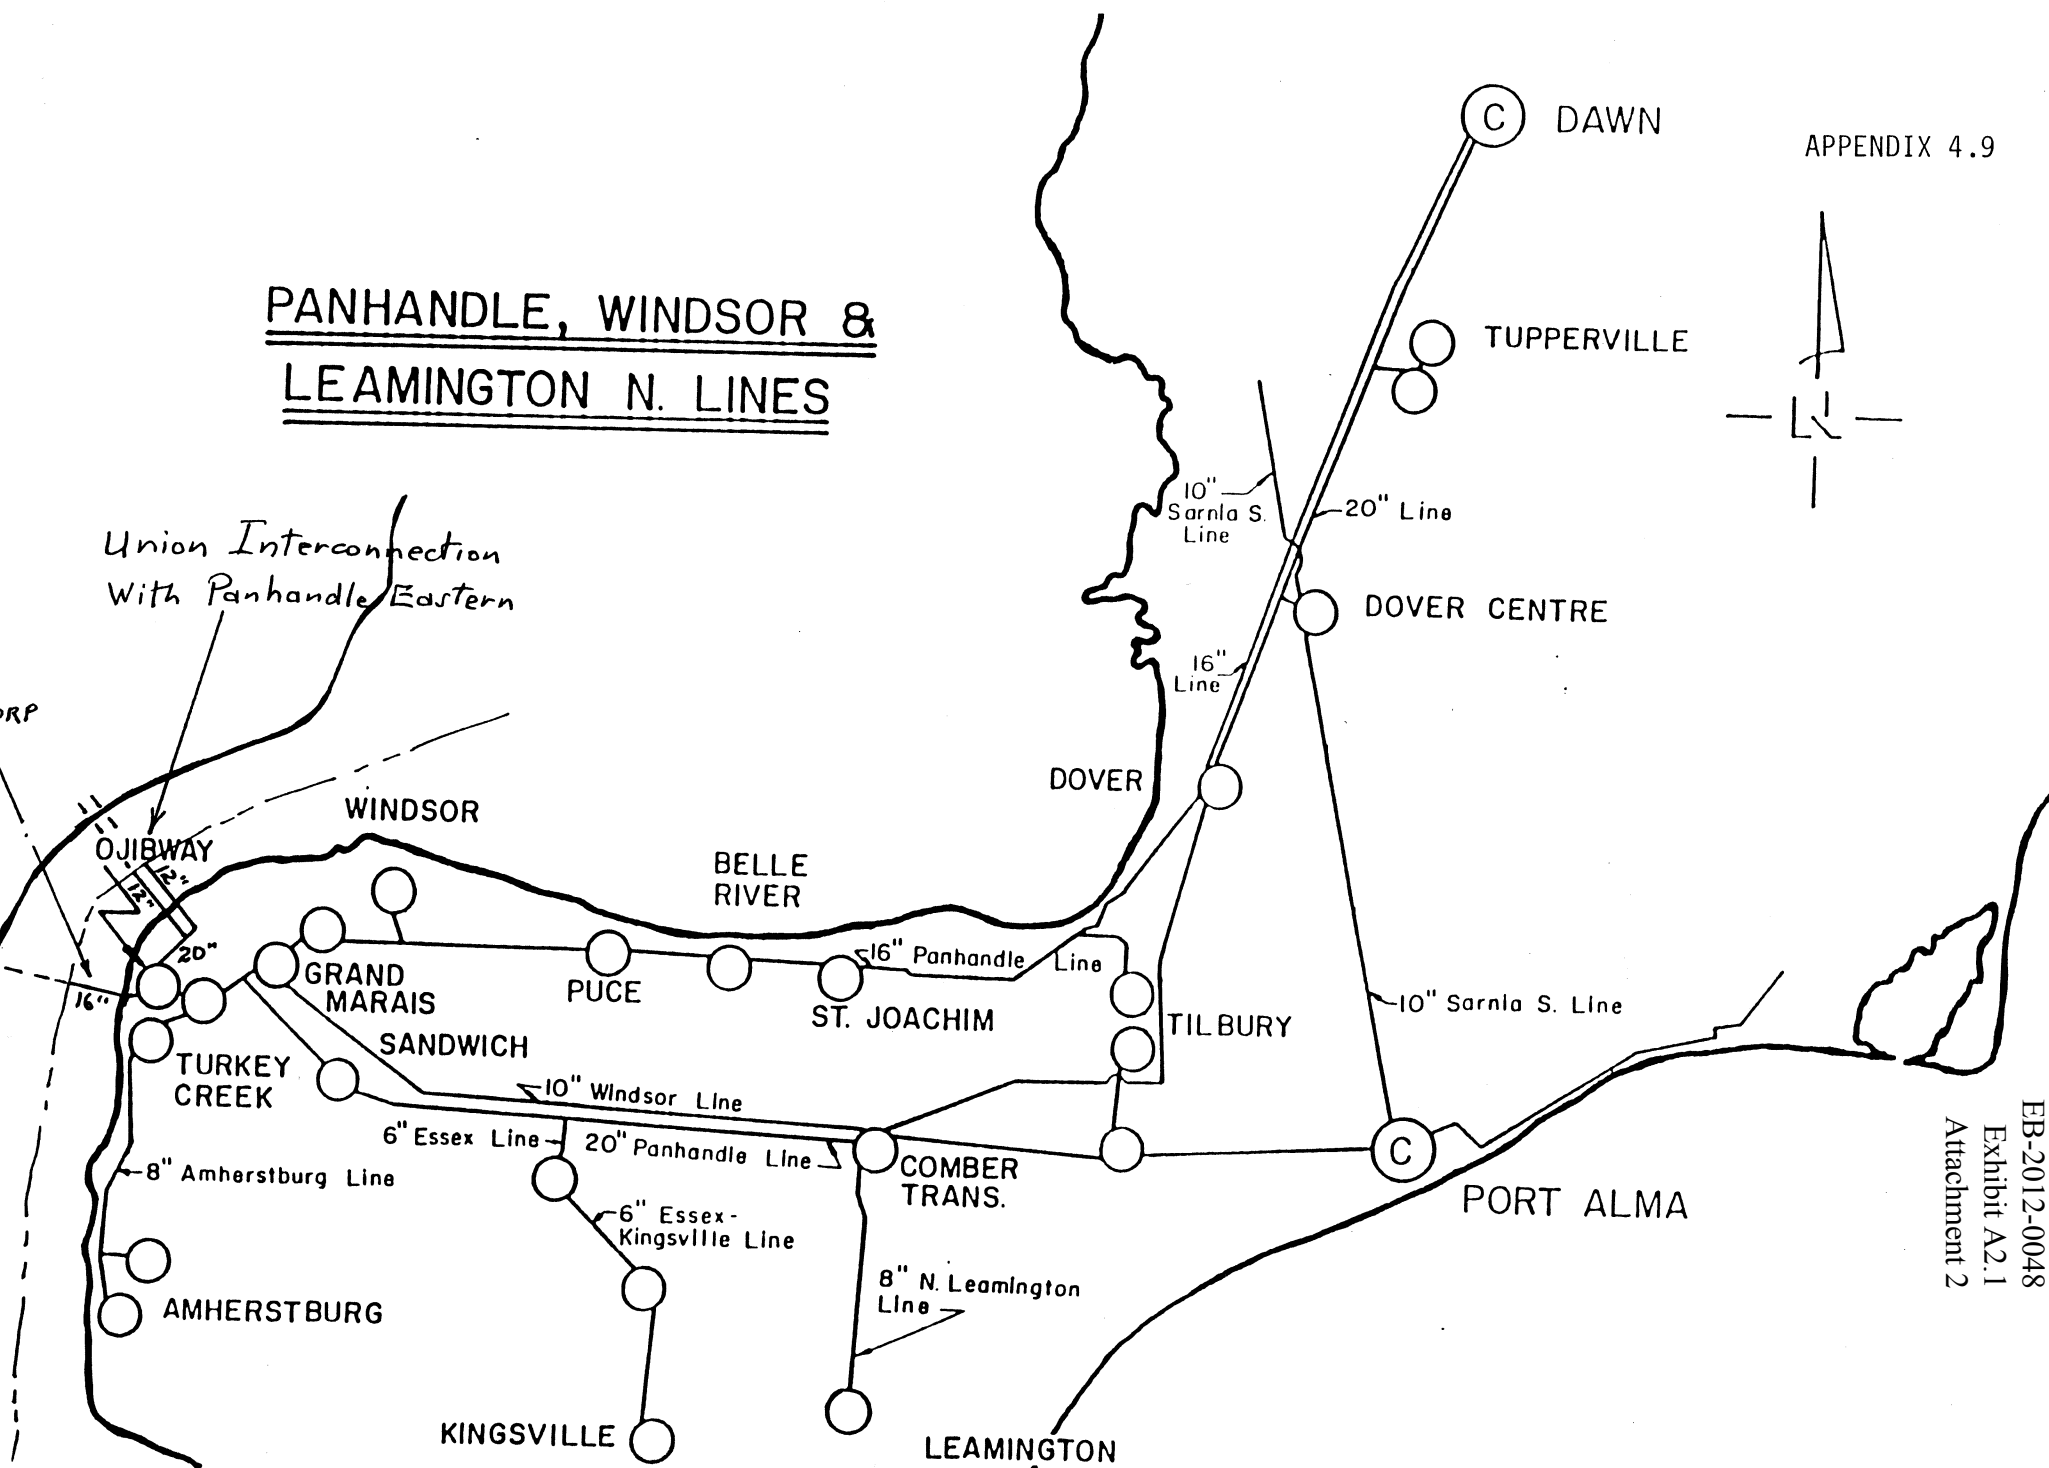 C
DAWN
APPENDIX 4.9
PANHANDLE, WINDSOR &
LEAMINGTON N. LINES
TUPPERVILLE
N
10"
Sarnia S.
Line
20" Line
Union Interconnection
With Panhandle Eastern
DOVER CENTRE
16"
Line
ORP
DOVER
WINDSOR
OJIBWAY
12"
12"
BELLE
RIVER
20"
16"
GRAND
MARAIS
PUCE
16" Panhandle Line
ST. JOACHIM
10" Sarnia S. Line
TILBURY
SANDWICH
TURKEY
CREEK
10" Windsor Line
6" Essex Line
20" Panhandle Line
C
COMBER
TRANS.
PORT ALMA
8" Amherstburg Line
6" Essex-
Kingsville Line
8" N. Leamington
Line
AMHERSTBURG
KINGSVILLE
LEAMINGTON
EB-2012-0048
Exhibit A2.1
Attachment 2